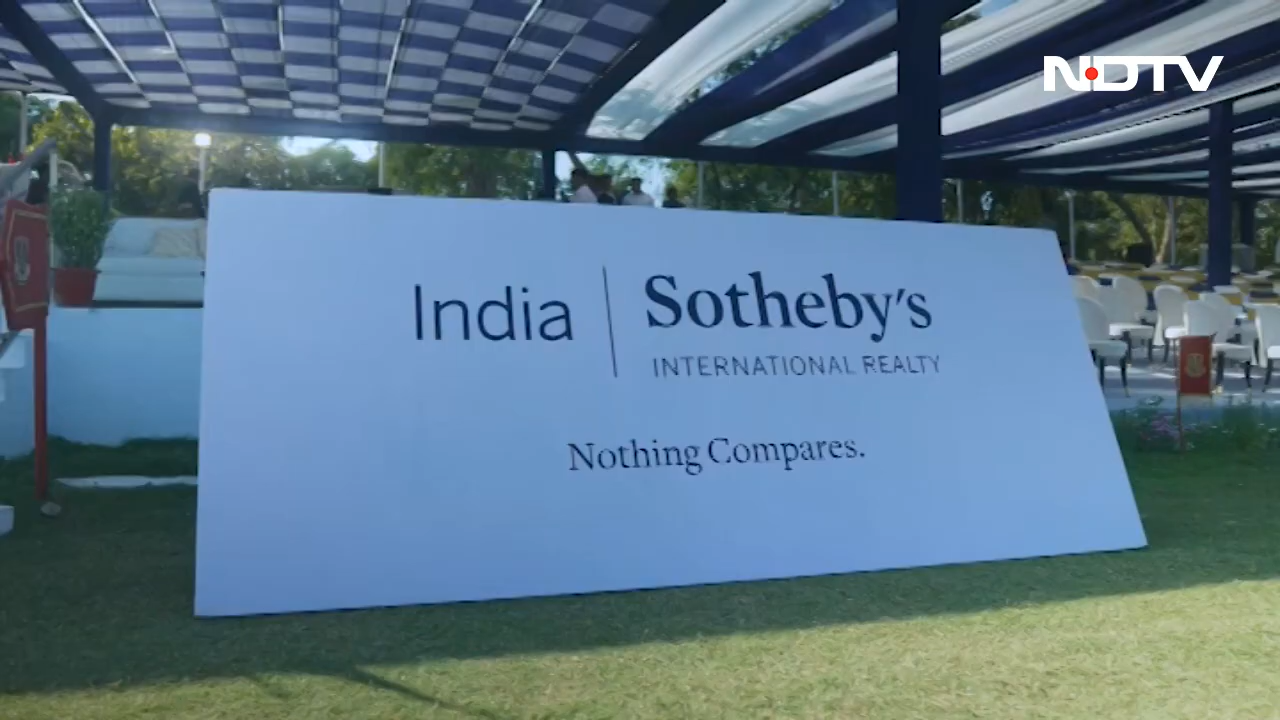 NDTV
India
Sotheby's
INTERNATIONAL REALTY
Nothing Compares.